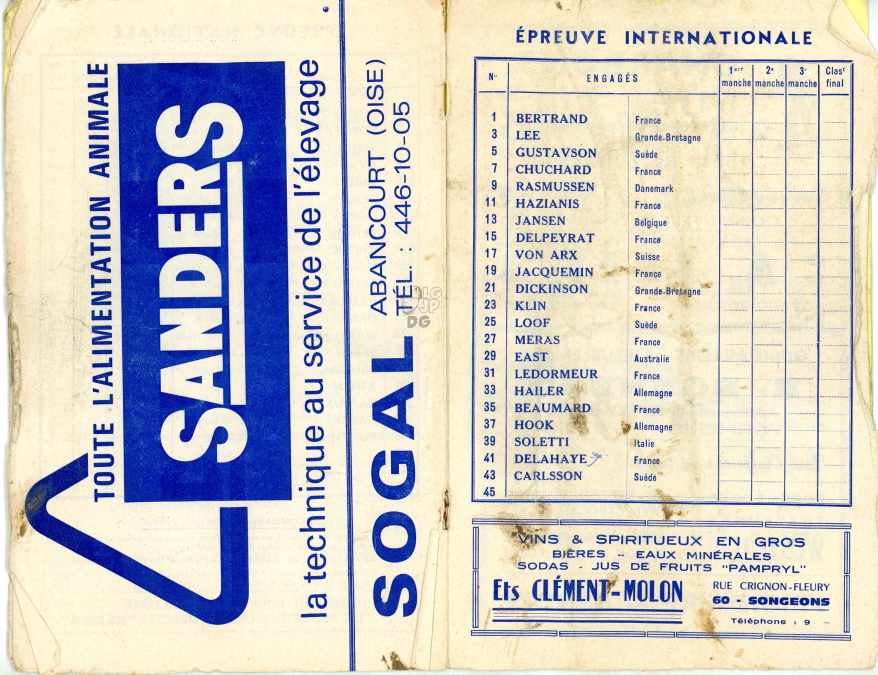 TOUTE L'ALIMENTATION ANIMALE
SANDERS
la technique au service de l'élevage
SOGAL
ABANCOURT (OISE)
TÉL. : 446-10-05
LG
JP
DG
ÉPREUVE INTERNATIONALE
N° ENGAGÉS 1ere manche 2e manche 3e manche Clast final
1 BERTRAND France
3 LEE Grande-Bretagne
5 GUSTAVSON Suède
7 CHUCHARD France
9 RASMUSSEN Danemark
11 HAZIANIS France
13 JANSEN Belgique
15 DELPEYRAT France
17 VON ARX Suisse
19 JACQUEMIN France
21 DICKINSON Grande-Bretagne
23 KLIN France
25 LOOF Suède
27 MERAS France
29 EAST Australie
31 LEDORMEUR France
33 HAILER Allemagne
35 BEAUMARD France
37 HOOK Allemagne
39 SOLETTI Italie
41 DELAHAYE France
43 CARLSSON Suède
45
VINS & SPIRITUEUX EN GROS
BIÈRES - EAUX MINÉRALES
SODAS - JUS DE FRUITS "PAMPRYL"
Ets CLÉMENT-MOLON
RUE CRIGNON-FLEURY
60 - SONGEONS
- Téléphone : 9 -